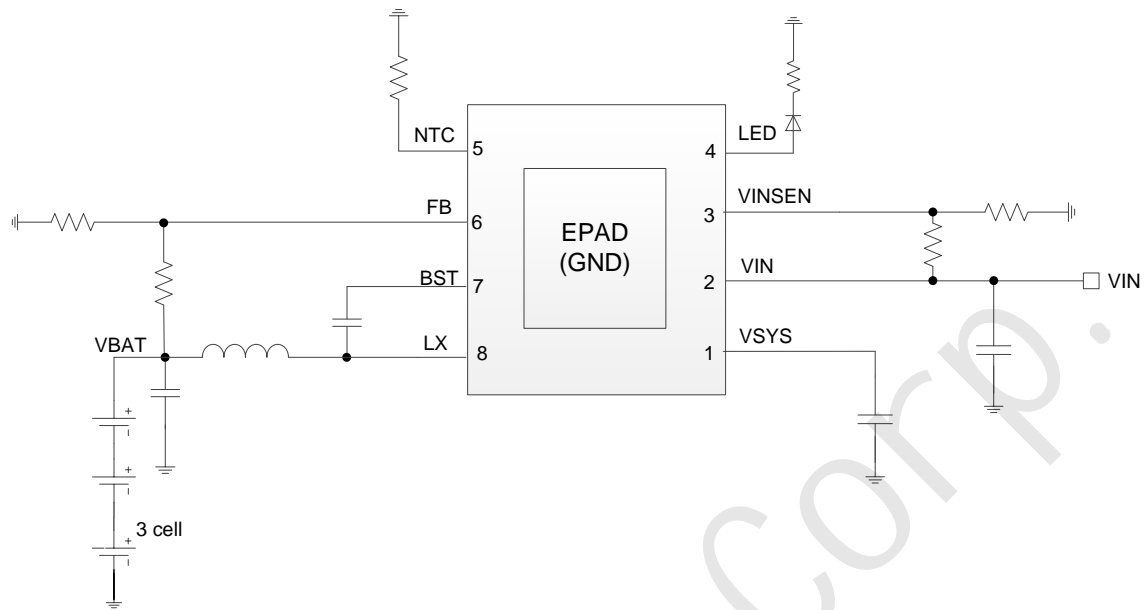 NTC
5
LED
4
FB
6
VINSEN
3
EPAD
(GND)
BST
7
VIN
2
VIN
VBAT
LX
8
VSYS
1
+
-
+
-
3 cell
+
-
Corp.